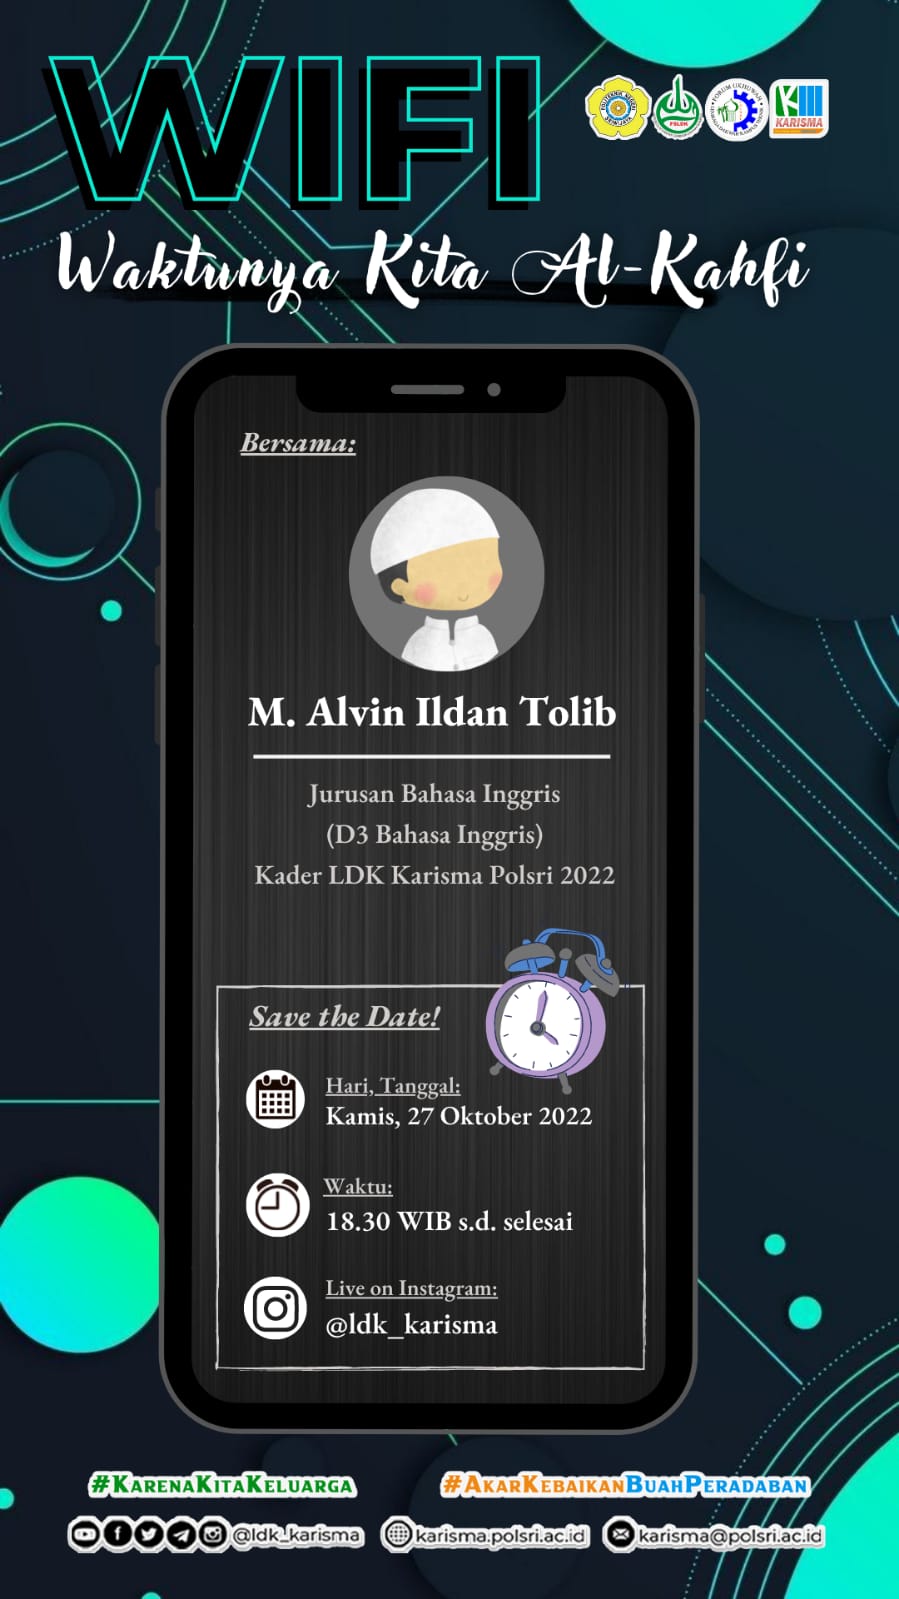 WIFI
Waktunya Kita Al-Kahfi
PSLDK
KARISMA
Bersama:
M. Alvin Ildan Tolib
Jurusan Bahasa Inggris
(D3 Bahasa Inggris)
Kader LDK Karisma Polsri 2022
Save the Date!
Hari, Tanggal:
Kamis, 27 Oktober 2022
Waktu:
18.30 WIB s.d. selesai
Live on Instagram:
@ldk_karisma
#KARENAKITAKELUARGA
#AKARKEBAIKANBUAHPERADABAN
@ldk_karisma
karisma.polsri.ac.id
karisma@polsri.ac.id